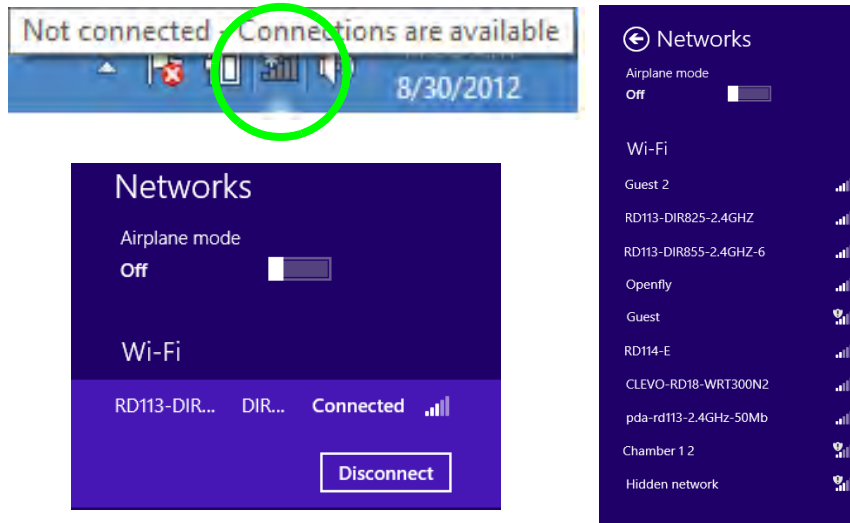 Not connected - Connections are available
8/30/2012
Networks
Airplane mode
Off
Wi-Fi
RD113-DIR... DIR... Connected
Disconnect
Networks
Airplane mode
Off
Wi-Fi
Guest 2
RD113-DIR825-2.4GHZ
RD113-DIR855-2.4GHZ-6
Openfly
Guest
RD114-E
CLEVO-RD18-WRT300N2
pda-rd113-2.4GHz-50Mb
Chamber 1 2
Hidden network